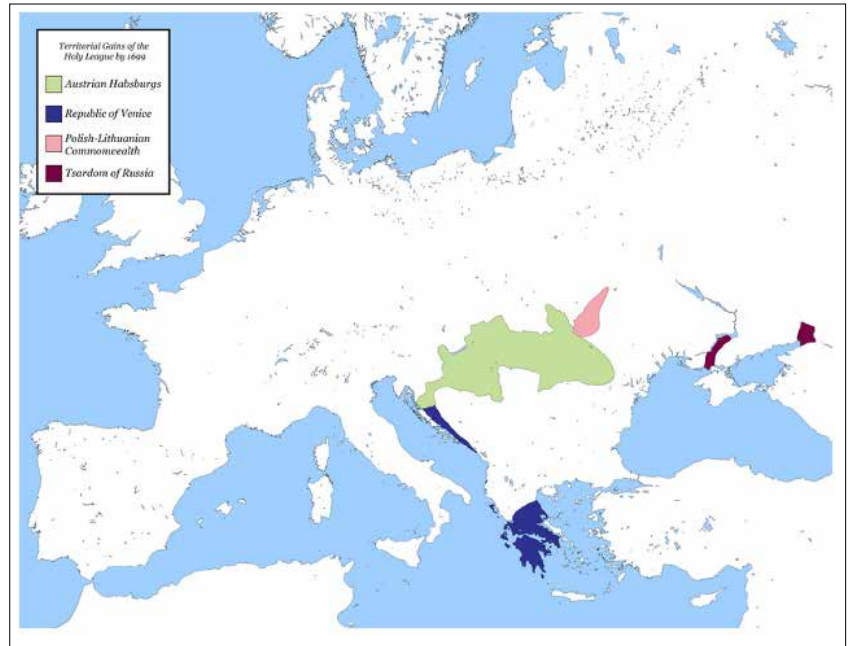 Territorial Gains of the
Holy League by 1699
Austrian Habsburgs
Republic of Venice
Polish-Lithuanian
Commonwealth
Tsardom of Russia